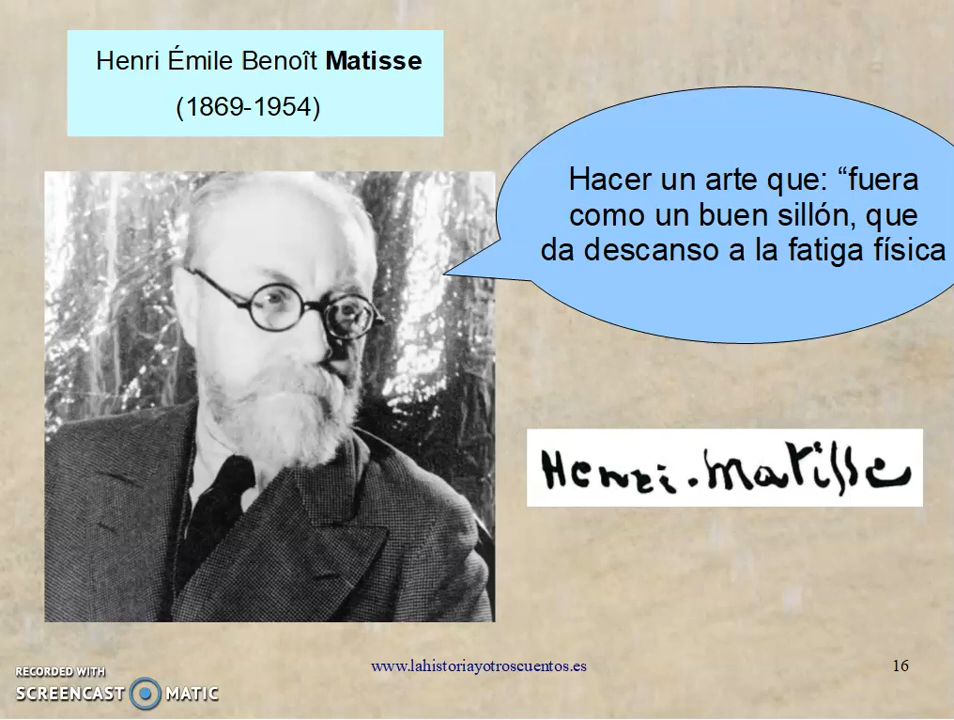 Henri Émile Benoît Matisse
(1869-1954)
Hacer un arte que: “fuera
como un buen sillón, que
da descanso a la fatiga física
Henri. Matisse
www.lahistoriayotroscuentos.es
16
RECORDED WITH
SCREENCAST MATIC